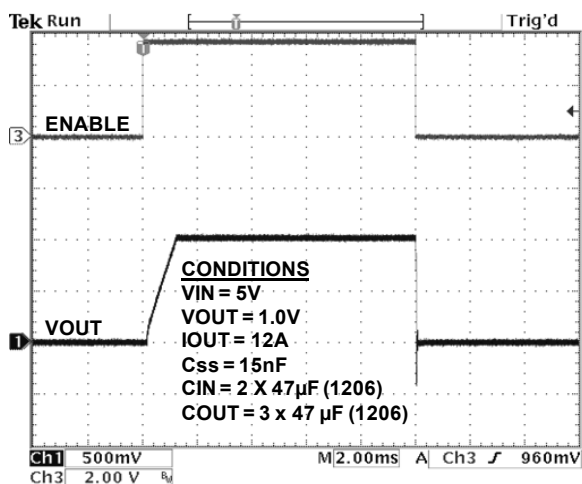 Tek Run Trig'd
ENABLE
3
CONDITIONS
VIN = 5V
VOUT
VOUT = 1.0V
1
IOUT = 12A
Css = 15nF
CIN = 2 X 47µF (1206)
COUT = 3 x 47 µF (1206)
Ch1 500mV M 2.00ms A Ch3 960mV
Ch3 2.00 V BW